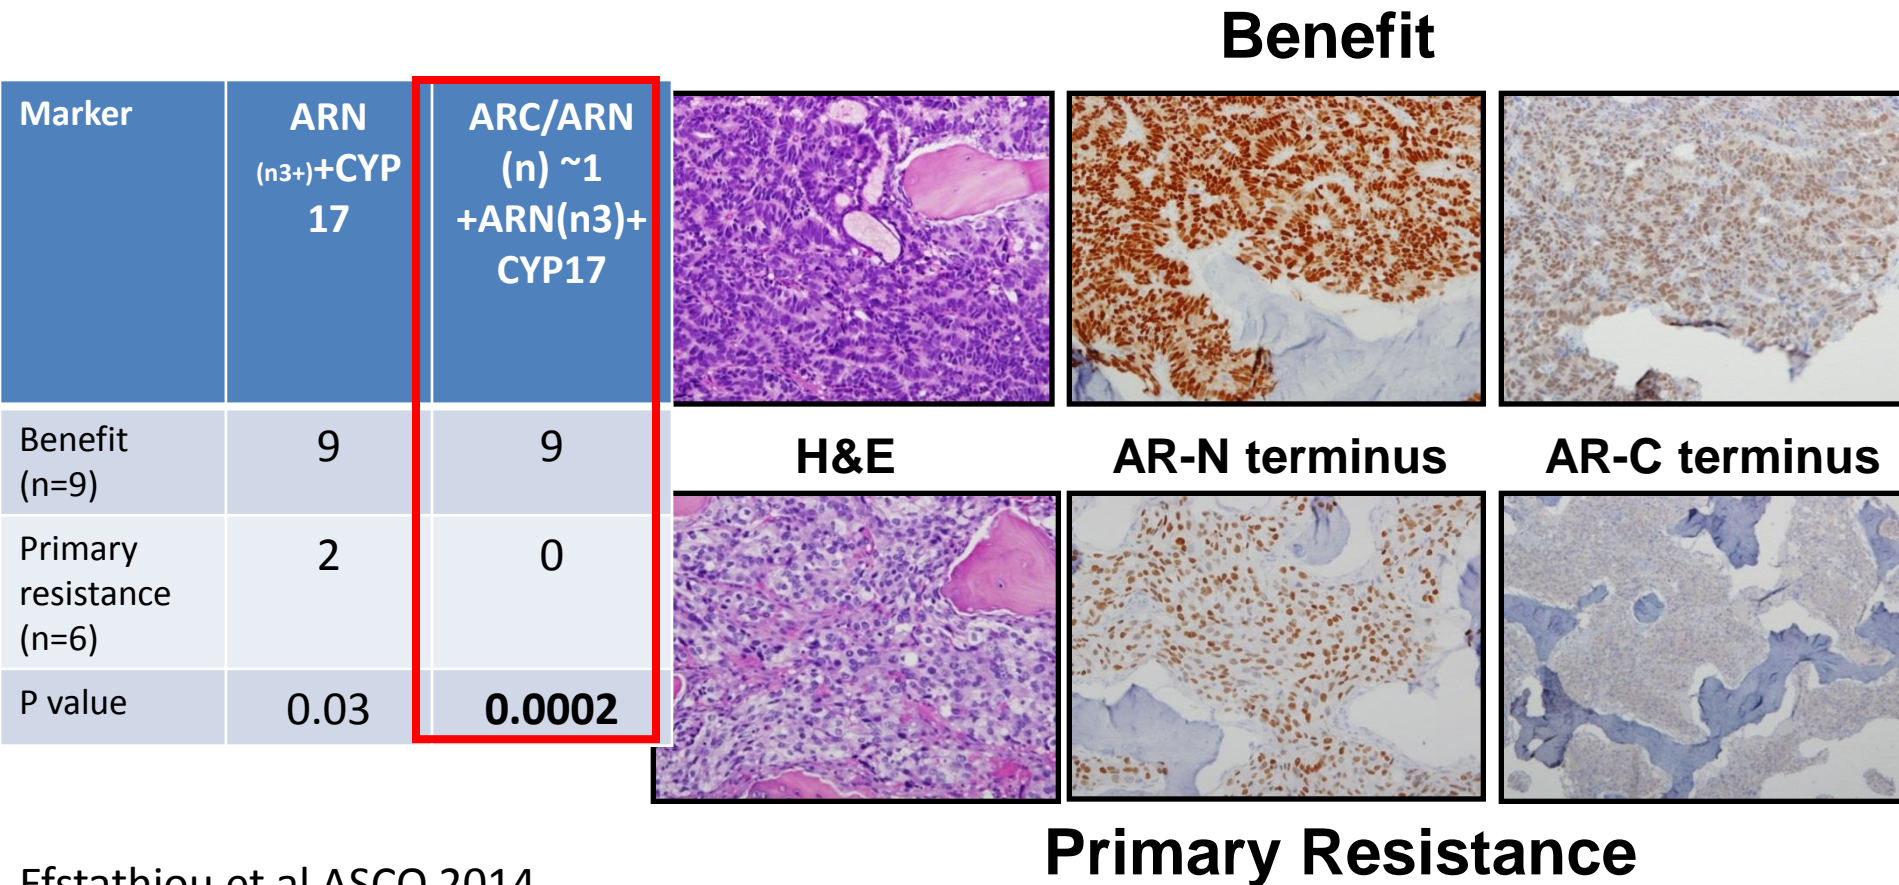 Benefit
Marker
ARN
(n3+)+CYP
17
ARC/ARN
(n) ~1
+ARN(n3)+
CYP17
Benefit
(n=9)
9
9
H&E
AR-N terminus
AR-C terminus
Primary
resistance
(n=6)
2
0
P value
0.03
0.0002
Primary Resistance
Efstathiou et al ASCO 2014